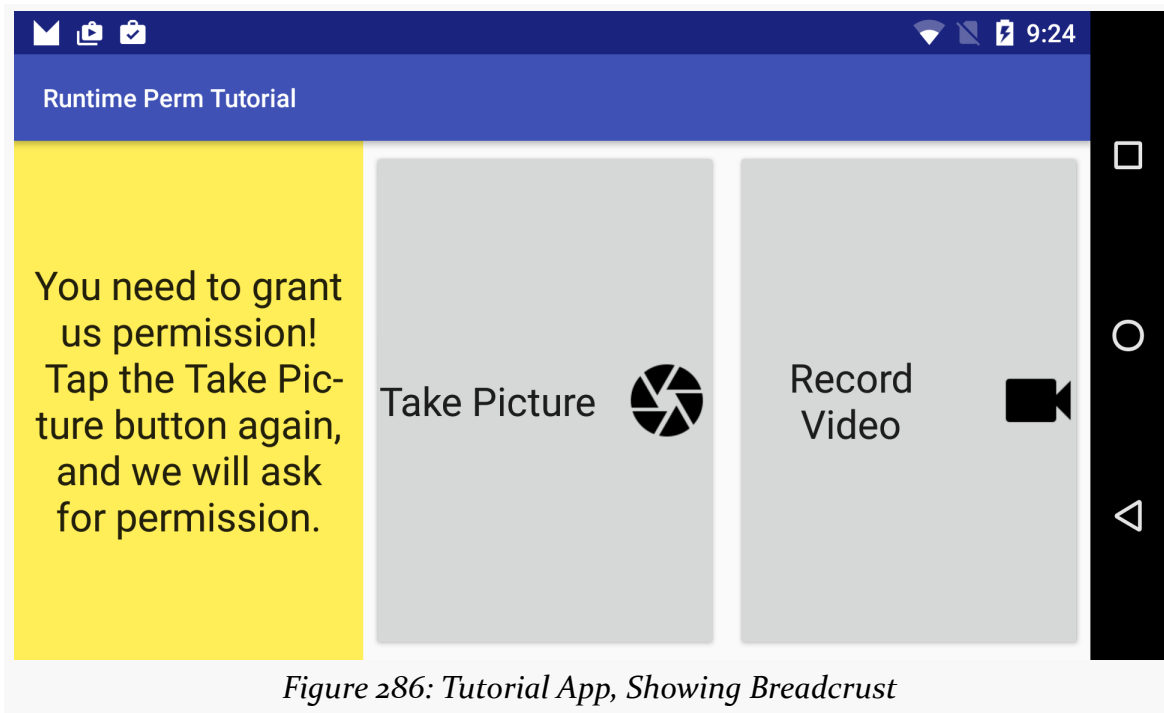 9:24
Runtime Perm Tutorial
You need to grant
us permission!
Tap the Take Pic-
ture button again,
and we will ask
for permission.
Take Picture
Record
Video
Figure 286: Tutorial App, Showing Breadcrust